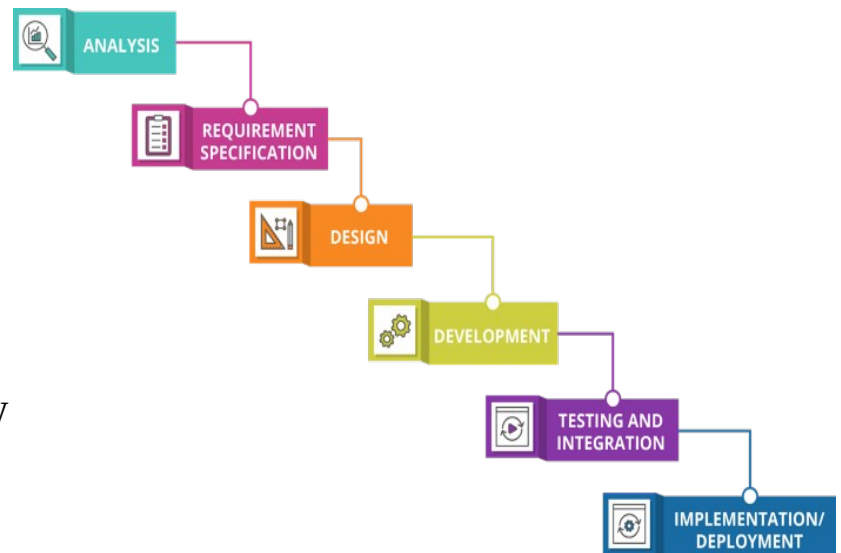 ANALYSIS
REQUIREMENT
SPECIFICATION
DESIGN
DEVELOPMENT
TESTING AND
INTEGRATION
IMPLEMENTATION/
DEPLOYMENT